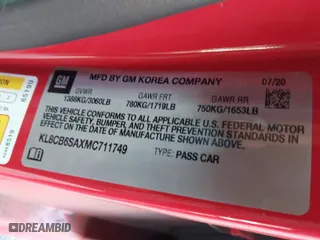 GM
MFD BY GM KOREA COMPANY
07/20
GVWR
GAWR FRT
GAWR RR
1388KG/3060LB
780KG/1719LB
750KG/1653LB
THIS VEHICLE CONFORMS TO ALL APPLICABLE U.S. FEDERAL MOTOR
VEHICLE SAFETY, BUMPER, AND THEFT PREVENTION STANDARDS IN
EFFECT ON THE DATE OF MANUFACTURE SHOWN ABOVE.
KL8CB6SAXMC711749
TYPE: PASS CAR
DREAMBID